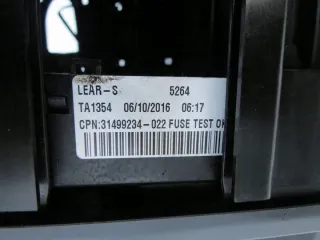 LEAR-S 5264
TA1354 06/10/2016 06:17
CPN:31499234-022 FUSE TEST OK